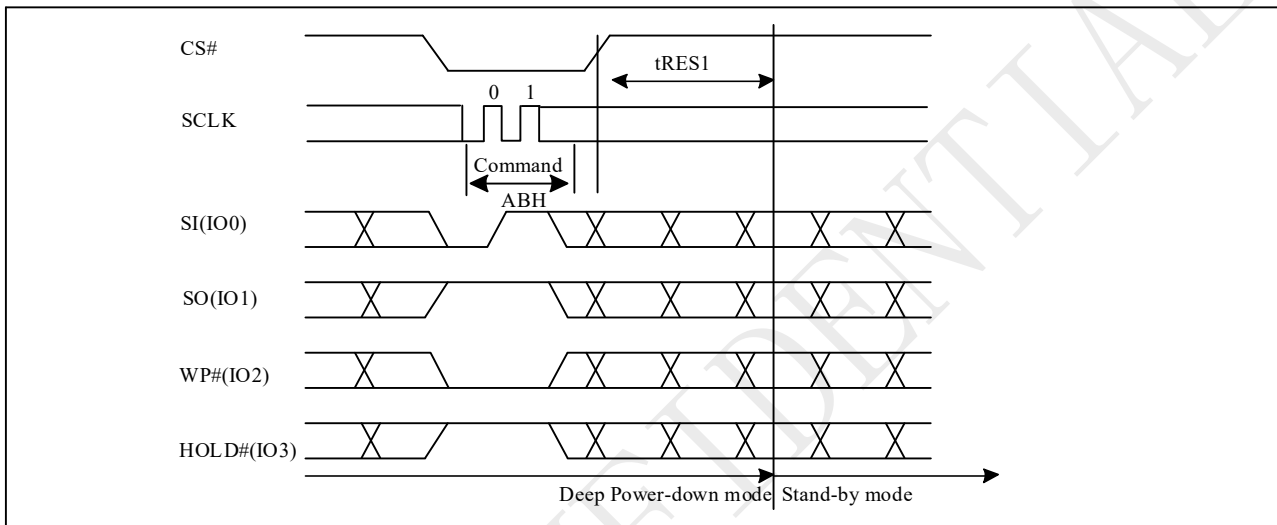 CS#
tRES1
0 1
SCLK
Command
ABH
SI(IO0)
SO(IO1)
WP#(IO2)
HOLD#(IO3)
Deep Power-down mode Stand-by mode
IDENTIAL